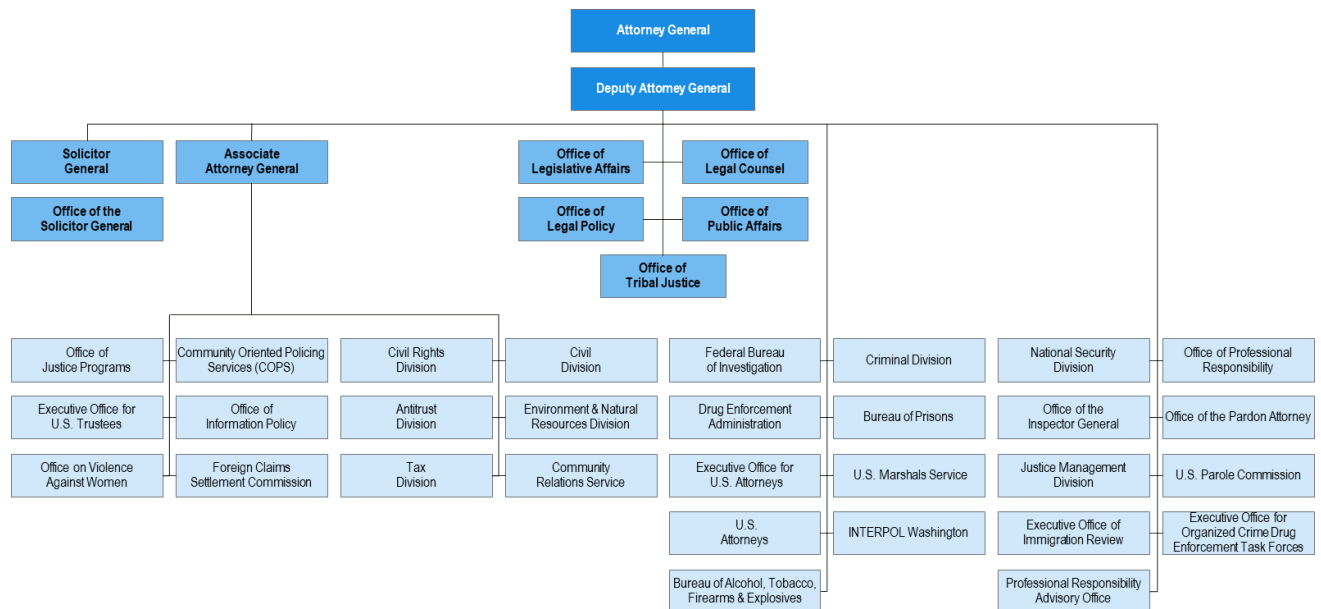 Attorney General
Deputy Attorney General
Solicitor
General
Associate
Attorney General
Office of
Legislative Affairs
Office of
Legal Counsel
Office of the
Solicitor General
Office of
Legal Policy
Office of
Public Affairs
Office of
Tribal Justice
Office of
Justice Programs
Community Oriented Policing
Services (COPS)
Civil Rights
Division
Civil
Division
Federal Bureau
of Investigation
Criminal Division
National Security
Division
Office of Professional
Responsibility
Executive Office for
U.S. Trustees
Office of
Information Policy
Antitrust
Division
Environment & Natural
Resources Division
Drug Enforcement
Administration
Bureau of Prisons
Office of the
Inspector General
Office of the Pardon Attorney
Office on Violence
Against Women
Foreign Claims
Settlement Commission
Tax
Division
Community
Relations Service
Executive Office for
U.S. Attorneys
U.S. Marshals Service
Justice Management
Division
U.S. Parole Commission
U.S.
Attorneys
INTERPOL Washington
Executive Office of
Immigration Review
Executive Office for
Organized Crime Drug
Enforcement Task Forces
Bureau of Alcohol, Tobacco,
Firearms & Explosives
Professional Responsibility
Advisory Office